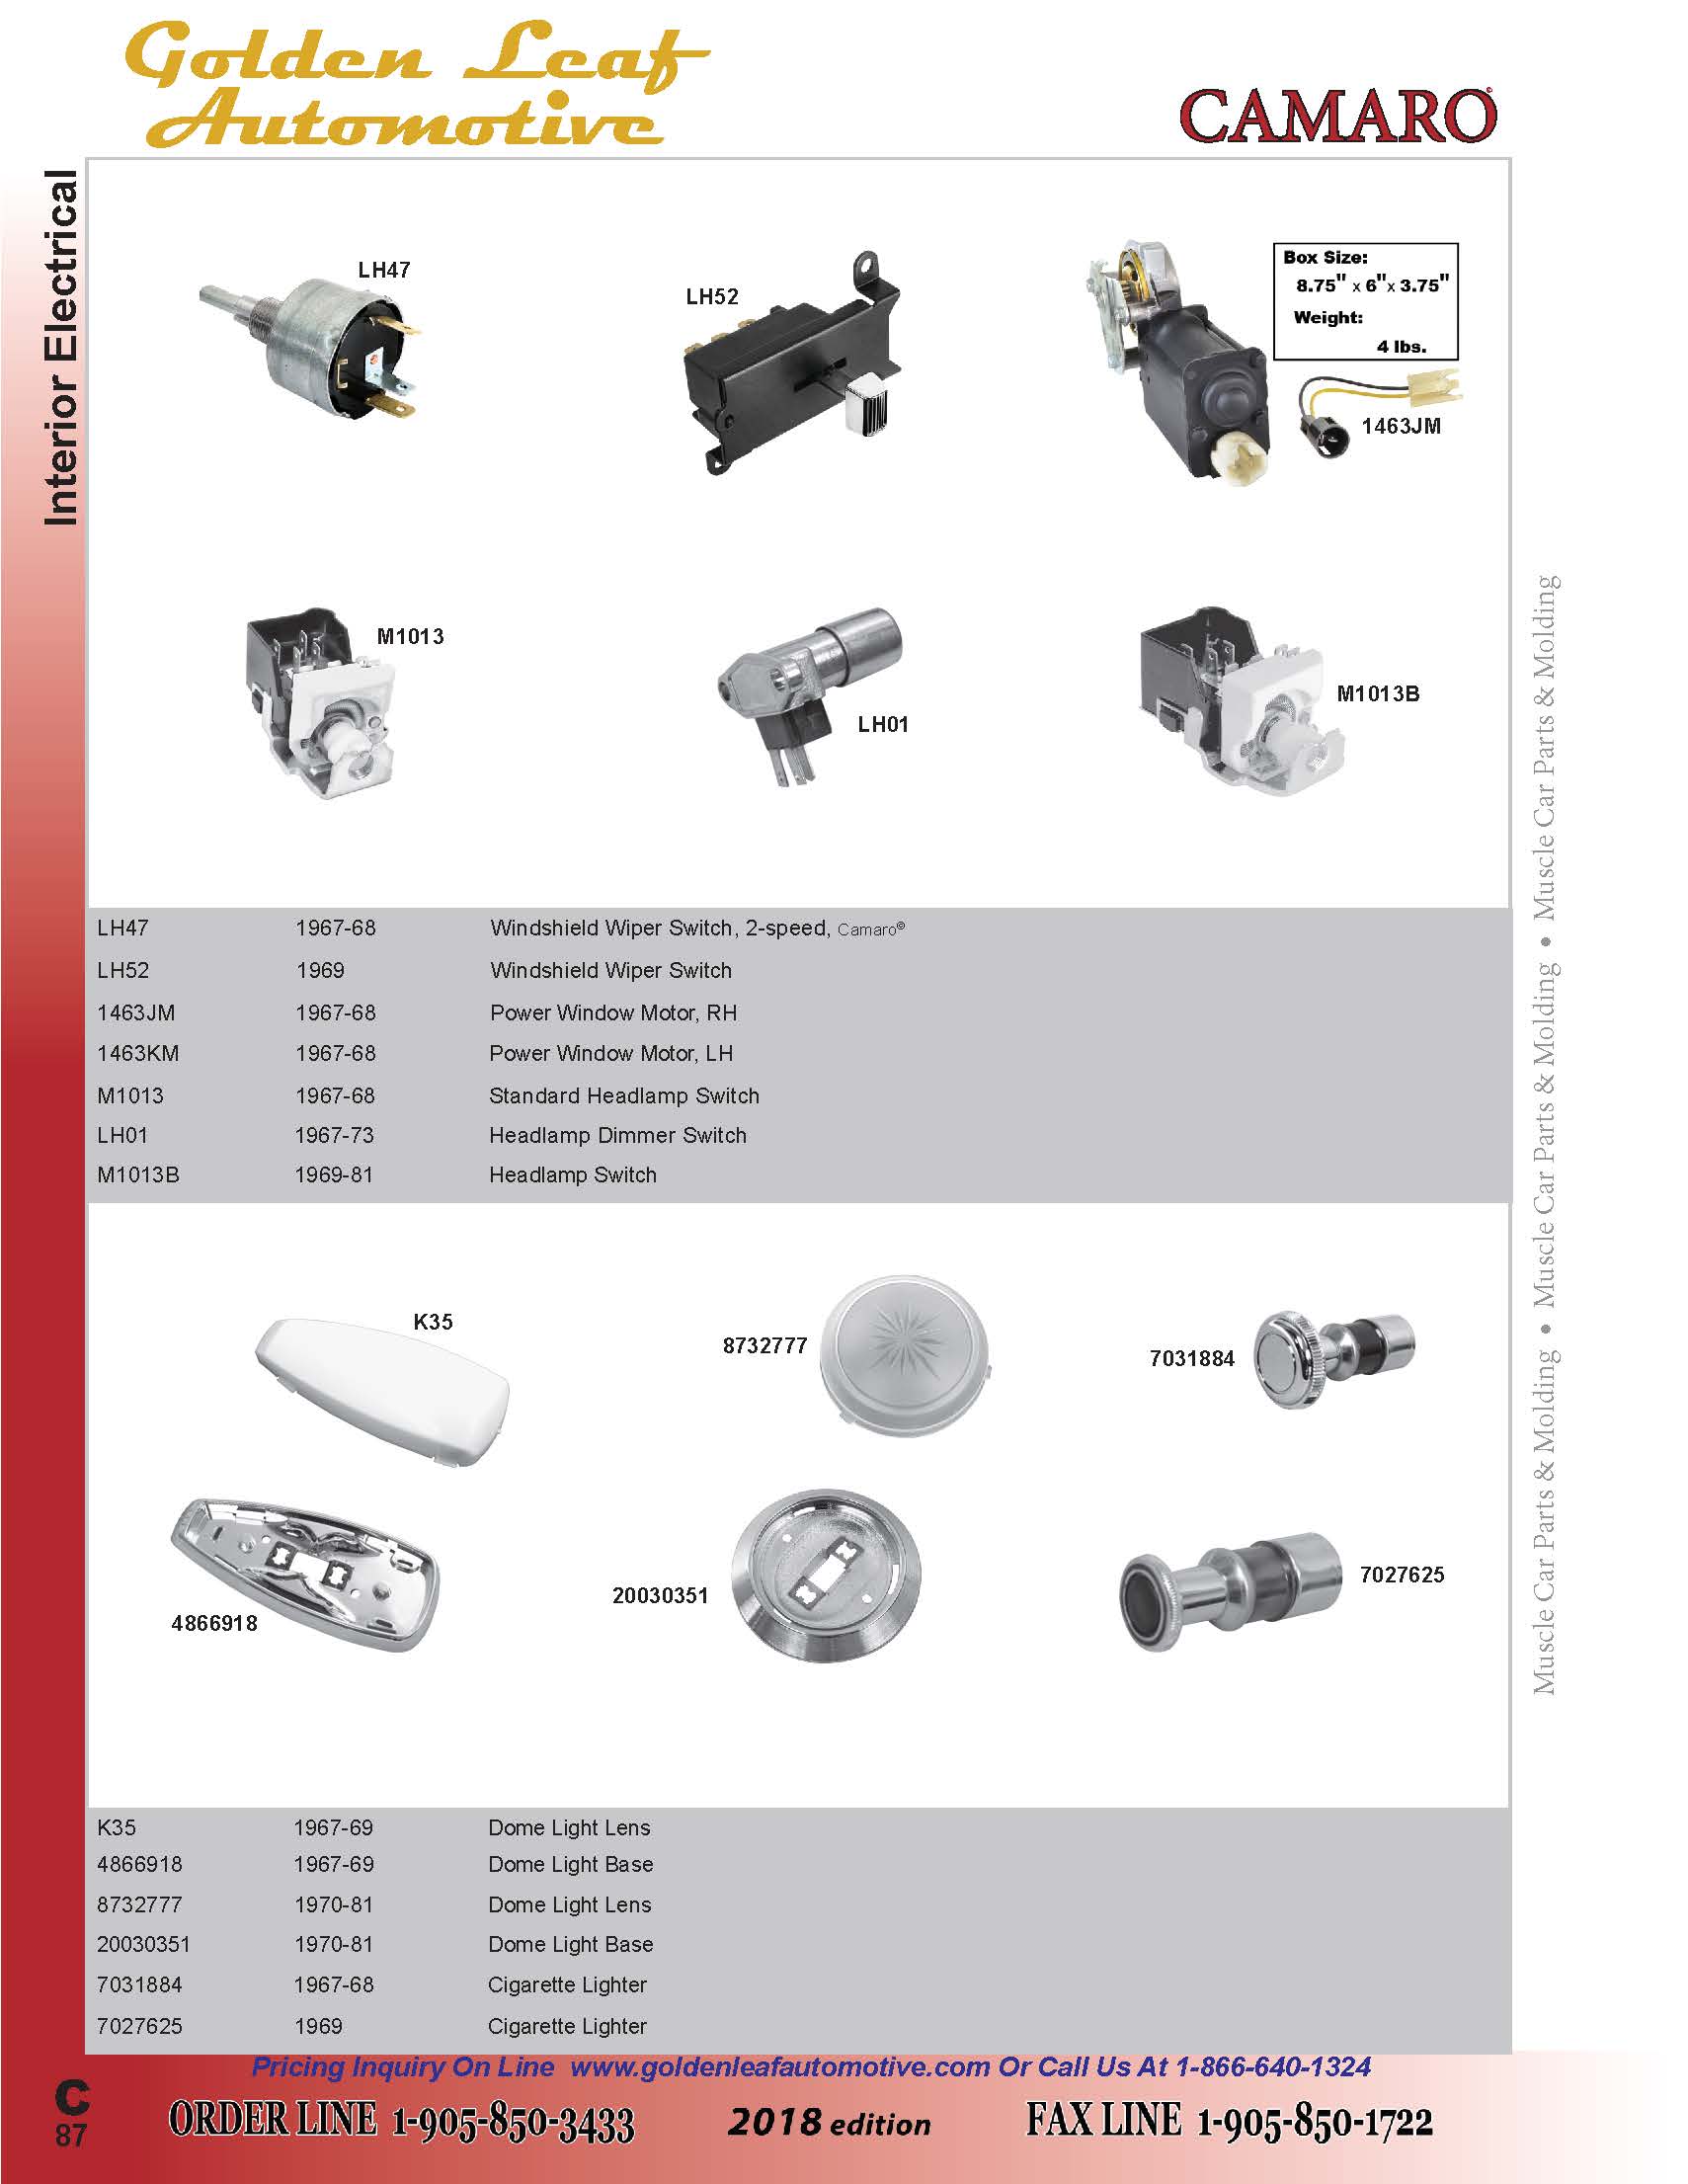 Golden Leaf
Automotive
CAMARO®
Interior Electrical
LH47
LH52
Box Size:
8.75" x 6"x 3.75"
Weight:
4 lbs.
1463JM
M1013
LH01
M1013B
LH47 1967-68 Windshield Wiper Switch, 2-speed, Camaro®
LH52 1969 Windshield Wiper Switch
1463JM 1967-68 Power Window Motor, RH
1463KM 1967-68 Power Window Motor, LH
M1013 1967-68 Standard Headlamp Switch
LH01 1967-73 Headlamp Dimmer Switch
M1013B 1969-81 Headlamp Switch
K35
8732777
7031884
4866918
20030351
7027625
K35 1967-69 Dome Light Lens
4866918 1967-69 Dome Light Base
8732777 1970-81 Dome Light Lens
20030351 1970-81 Dome Light Base
7031884 1967-68 Cigarette Lighter
7027625 1969 Cigarette Lighter
Muscle Car Parts & Molding • Muscle Car Parts & Molding • Muscle Car Parts & Molding
Pricing Inquiry On Line www.goldenleafautomotive.com Or Call Us At 1-866-640-1324
C
87
ORDER LINE 1-905-850-3433 2018 edition FAX LINE 1-905-850-1722